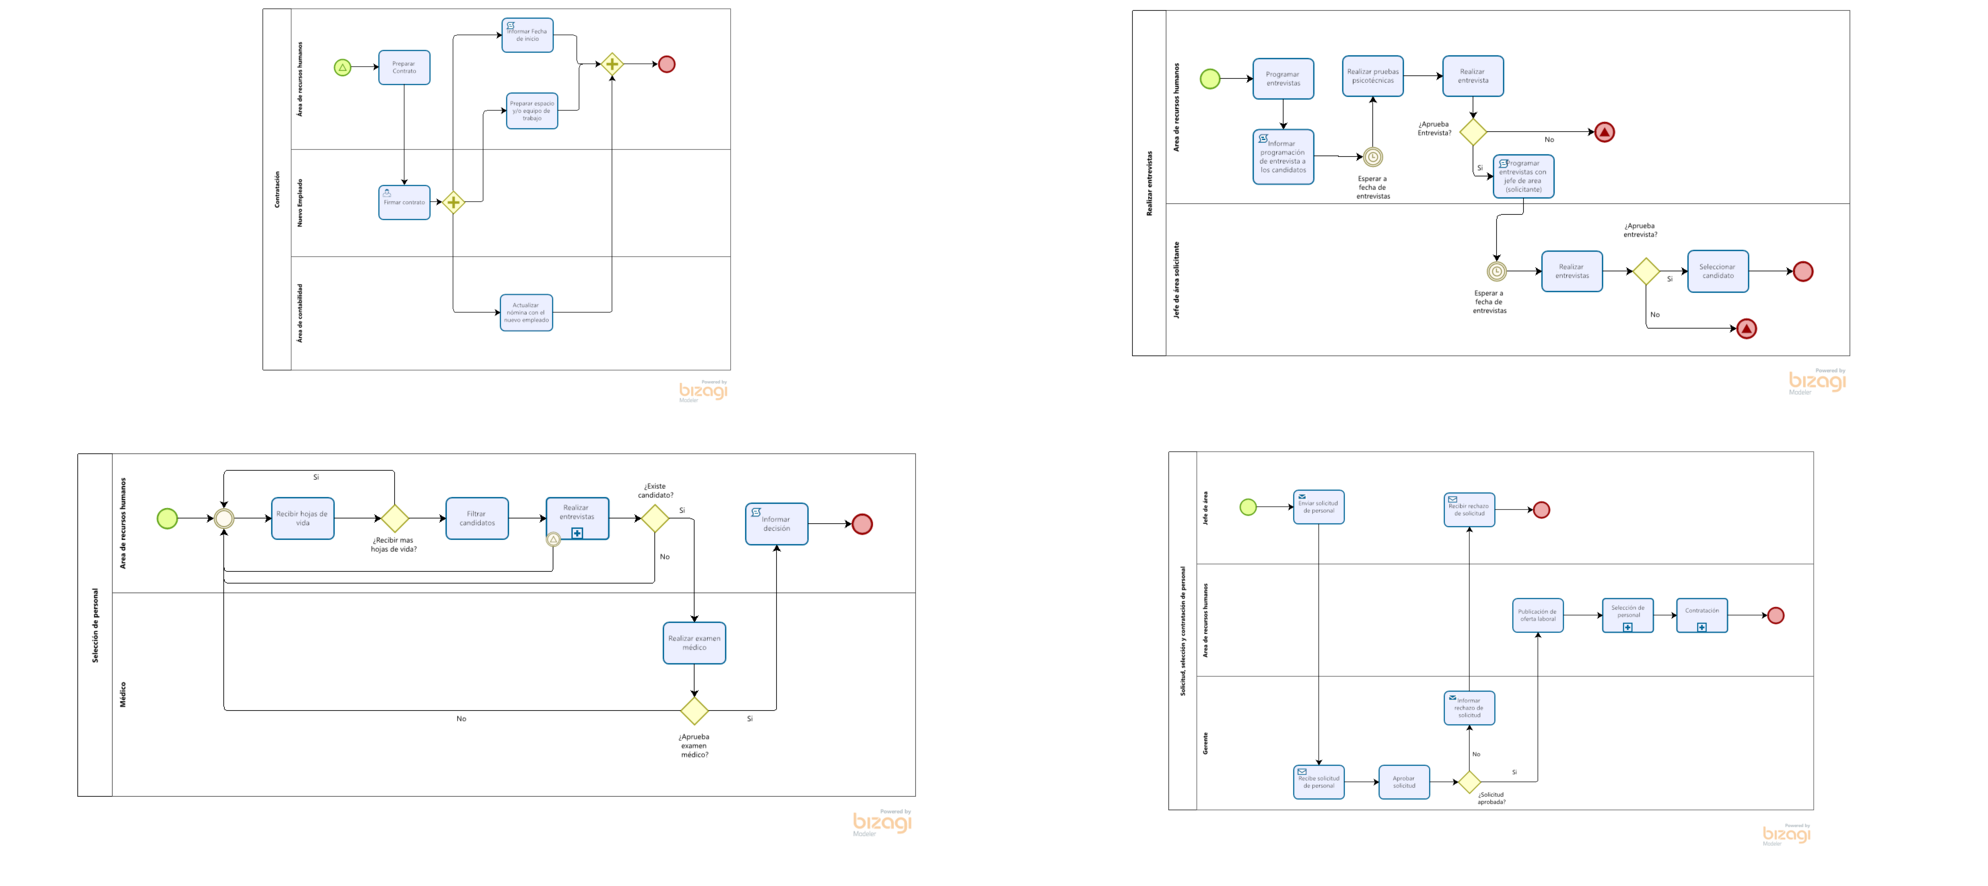 Contratación
Área de recursos humanos
Nuevo Empleado
Área de contabilidad
Preparar
Contrato
Informar Fecha
de inicio
Preparar espacio
y/o equipo de
trabajo
Firmar contrato
Actualizar
nómina con el
nuevo empleado
Powered by
bizagi
Modeler
Realizar entrevistas
Area de recursos humanos
Jefe de área solicitante
Programar
entrevistas
Informar
programación
de entrevista a
los candidatos
Esperar a
fecha de
entrevistas
Realizar pruebas
psicotécnicas
Realizar
entrevista
¿Aprueba
Entrevista?
No
Si
Programar
entrevistas con
jefe de area
(solicitante)
Esperar a
fecha de
entrevistas
Realizar
entrevistas
¿Aprueba
entrevista?
Si
No
Seleccionar
candidato
Powered by
bizagi
Modeler
Selección de personal
Area de recursos humanos
Médico
Si
Recibir hojas de
vida
¿Recibir mas
hojas de vida?
Filtrar
candidatos
Realizar
entrevistas
¿Existe
candidato?
Si
No
Informar
decisión
Realizar examen
médico
No
Si
¿Aprueba
examen
médico?
Powered by
bizagi
Modeler
Solicitud, selección y contratación de personal
Jefe de área
Area de recursos humanos
Gerente
Enviar solicitud
de personal
Recibir rechazo
de solicitud
Publicación de
oferta laboral
Selección de
personal
Contratación
Informar
rechazo de
solicitud
No
Si
Recibe solicitud
de personal
Aprobar
solicitud
¿Solicitud
aprobada?
Powered by
bizagi
Modeler